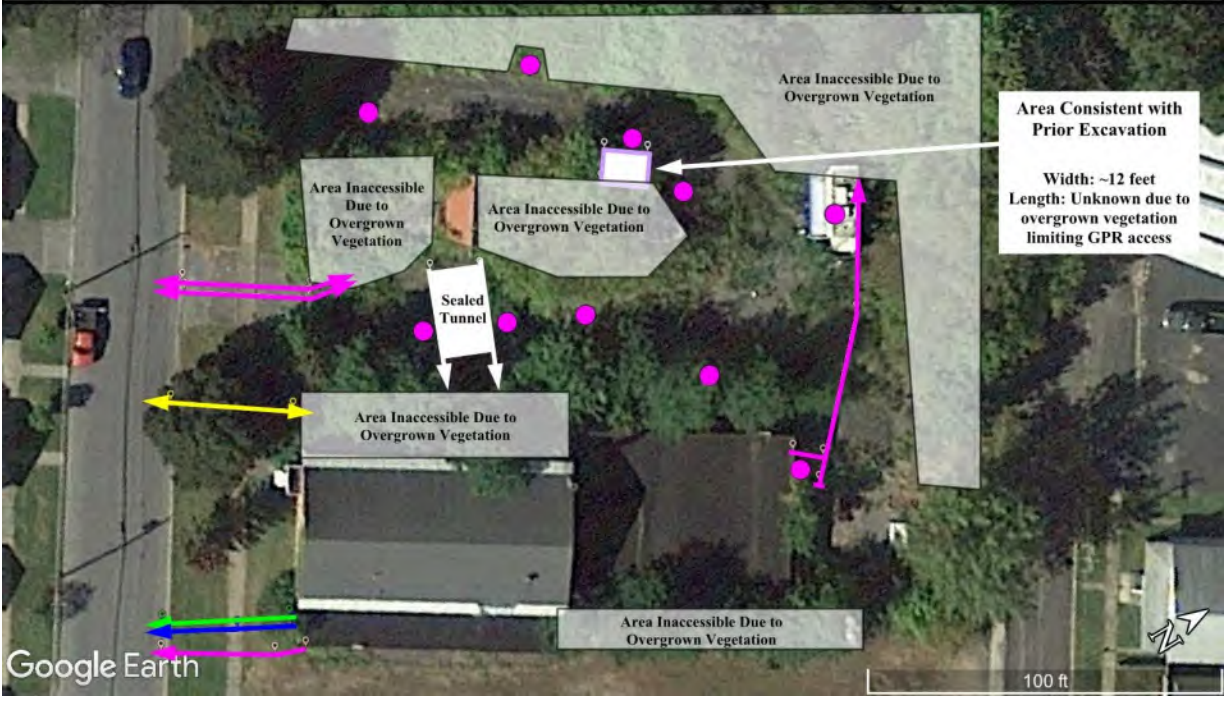 Area Inaccessible Due to
Overgrown Vegetation
Area Consistent with
Prior Excavation
Width: ~12 feet
Length: Unknown due to
overgrown vegetation
limiting GPR access
Area Inaccessible
Due to
Overgrown
Vegetation
Area Inaccessible Due to
Overgrown Vegetation
Sealed
Tunnel
Area Inaccessible Due to
Overgrown Vegetation
Area Inaccessible Due to
Overgrown Vegetation
N
Google Earth
100 ft